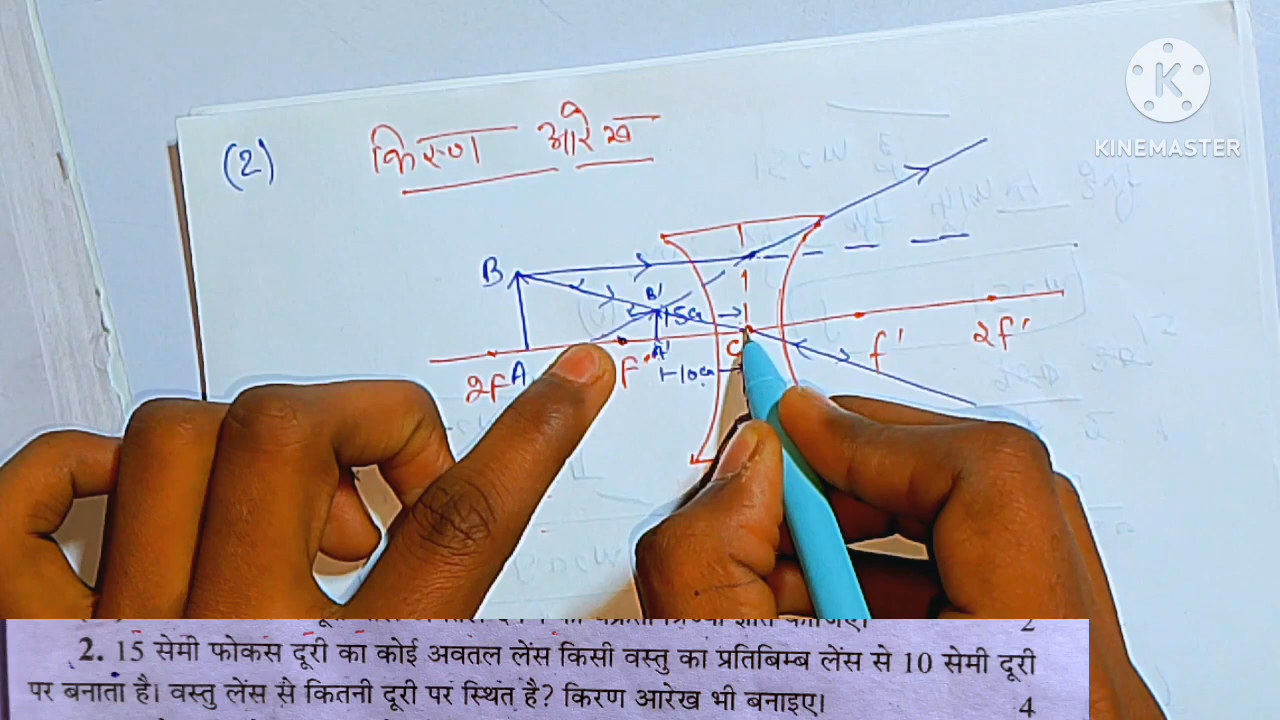 KINEMASTER
(2) किरण आरेख
B
B'
15cm
2F A F A' C F' 2F'
-10cm
2
2. 15 सेमी फोकस दूरी का कोई अवतल लेंस किसी वस्तु का प्रतिबिम्ब लेंस से 10 सेमी दूरी
पर बनाता है। वस्तु लेंस से कितनी दूरी पर स्थित है? किरण आरेख भी बनाइए। 4